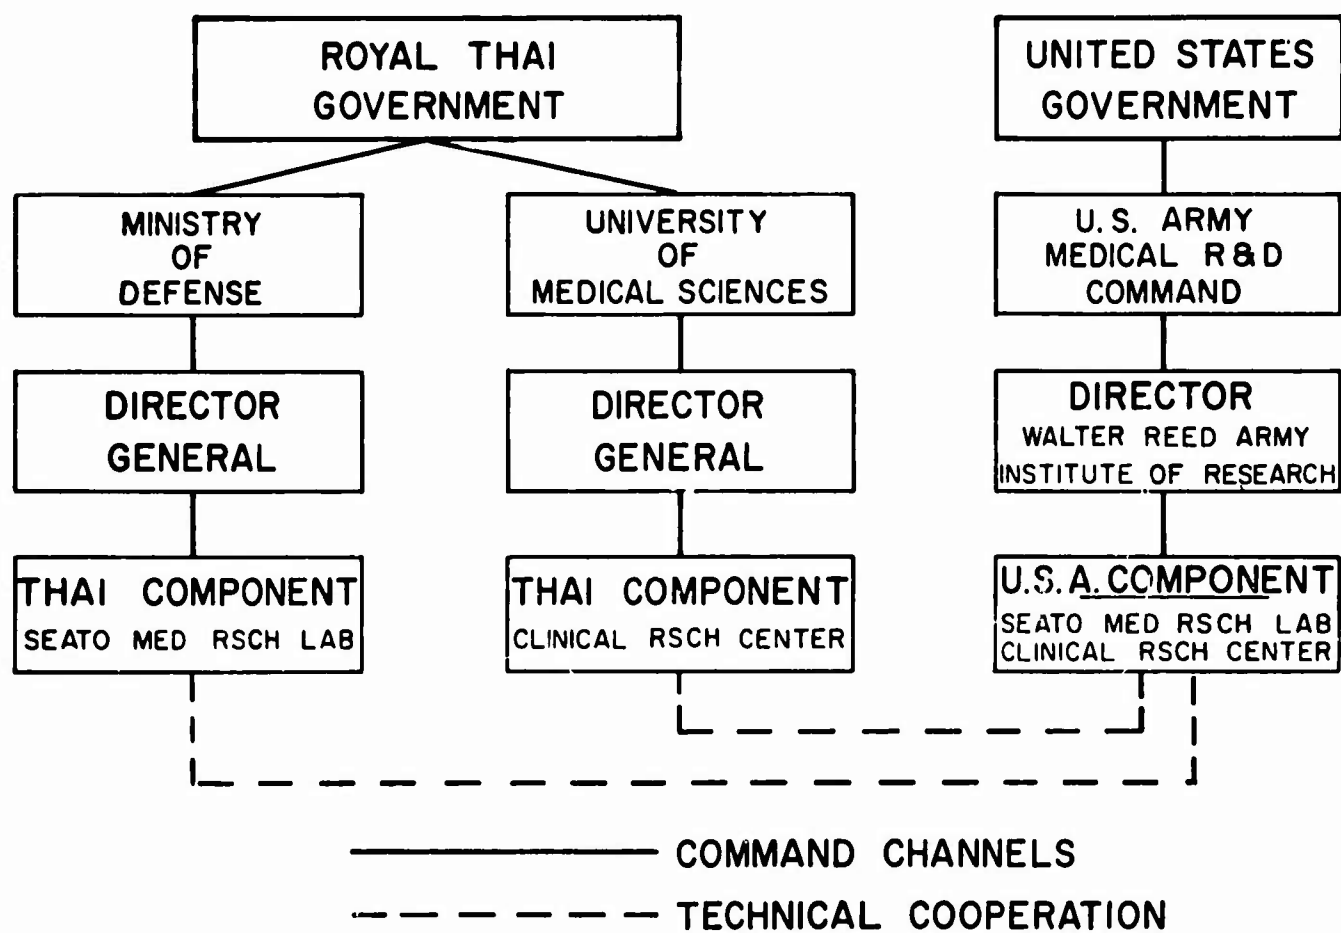 ROYAL THAI
GOVERNMENT
UNITED STATES
GOVERNMENT
MINISTRY
OF
DEFENSE
UNIVERSITY
OF
MEDICAL SCIENCES
U.S. ARMY
MEDICAL R&D
COMMAND
DIRECTOR
GENERAL
DIRECTOR
GENERAL
DIRECTOR
WALTER REED ARMY
INSTITUTE OF RESEARCH
THAI COMPONENT
SEATO MED RSCH LAB
THAI COMPONENT
CLINICAL RSCH CENTER
U.S.A. COMPONENT
SEATO MED RSCH LAB
CLINICAL RSCH CENTER
COMMAND CHANNELS
TECHNICAL COOPERATION